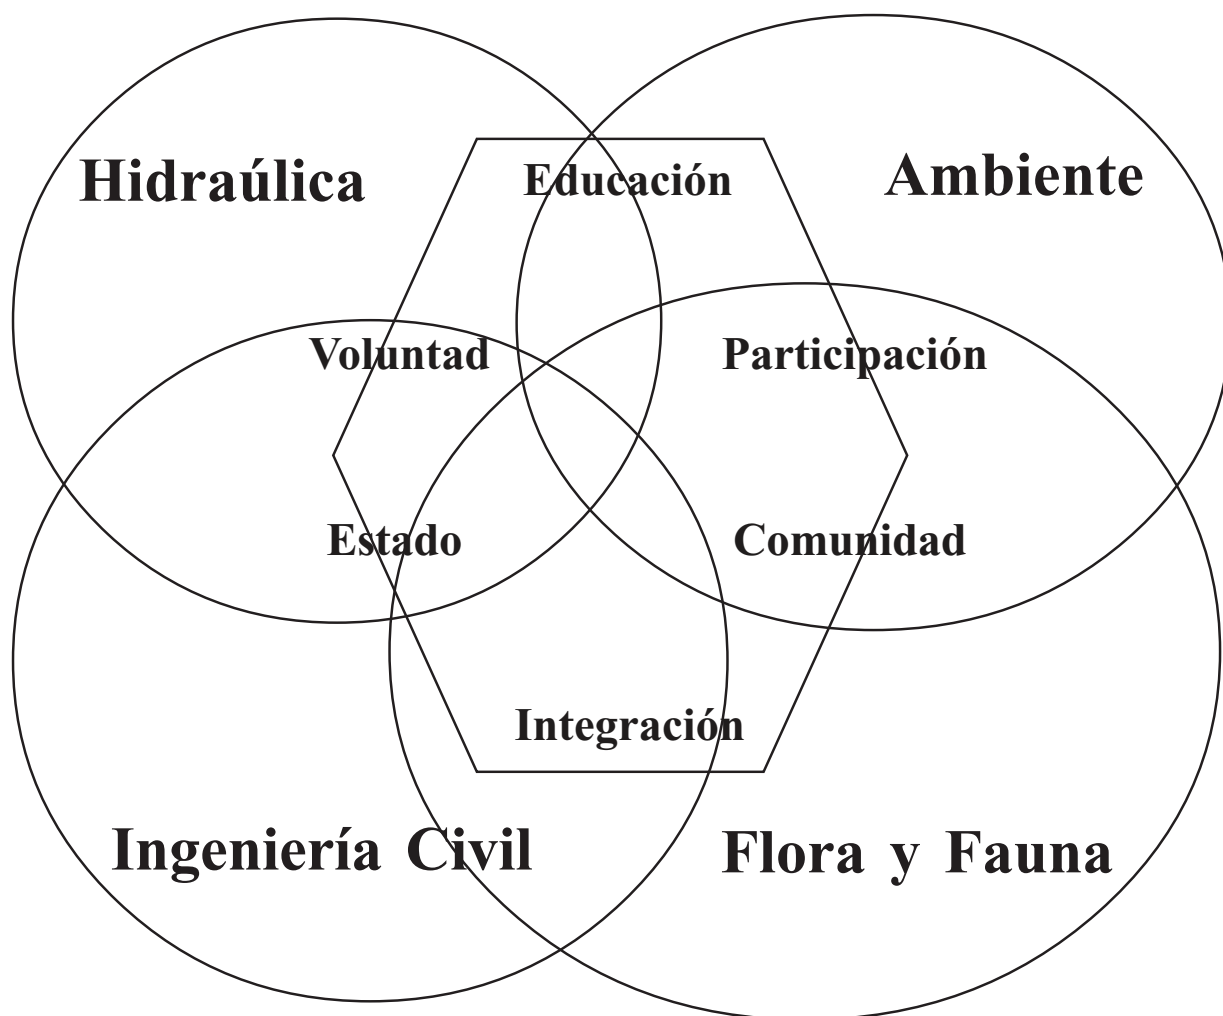 Hidraúlica
Ambiente
Educación
Voluntad
Participación
Estado
Comunidad
Integración
Ingeniería Civil
Flora y Fauna